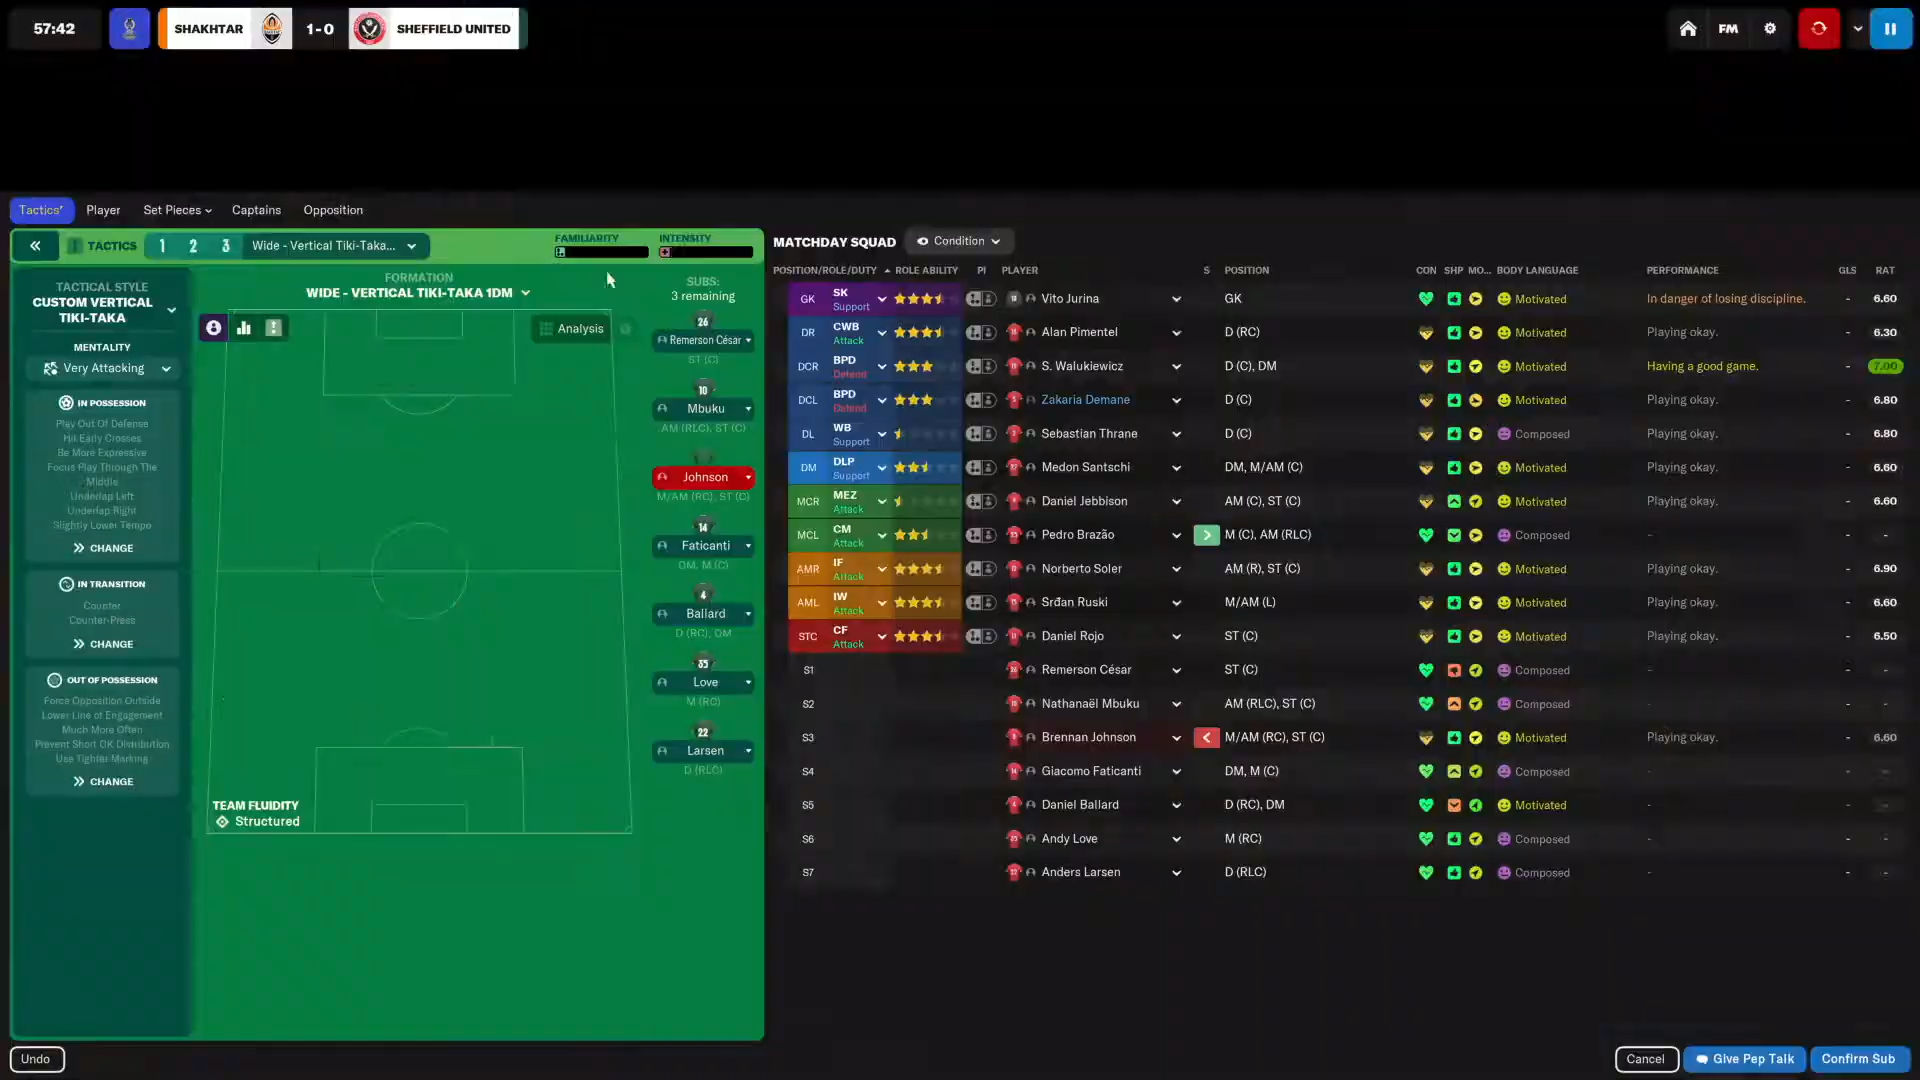 57:42 SHAKHTAR 1-0 SHEFFIELD UNITED FM
Tactics* Player Set Pieces Captains Opposition
TACTICS 1 2 3 Wide - Vertical Tiki-Taka... FAMILIARITY INTENSITY
TACTICAL STYLE
CUSTOM VERTICAL
TIKI-TAKA
MENTALITY
Very Attacking
IN POSSESSION
Play Out Of Defense
Hit Early Crosses
Be More Expressive
Focus Play Through The
Middle
Underlap Left
Underlap Right
Slightly Lower Tempo
CHANGE
IN TRANSITION
Counter
Counter-Press
CHANGE
OUT OF POSSESSION
Force Opposition Outside
Lower Line of Engagement
Much More Often
Prevent Short GK Distribution
Use Tighter Marking
CHANGE
FORMATION
WIDE - VERTICAL TIKI-TAKA 1DM
Analysis
TEAM FLUIDITY
Structured
SUBS:
3 remaining
26
Remerson César
ST (C)
10
Mbuku
AM (RLC), ST (C)
Johnson
M/AM (RC), ST (C)
14
Faticanti
DM, M (C)
4
Ballard
D (RC), DM
35
Love
M (RC)
22
Larsen
D (RLC)
MATCHDAY SQUAD Condition
POSITION/ROLE/DUTY ROLE ABILITY PI PLAYER S POSITION CON SHP MO... BODY LANGUAGE PERFORMANCE GLS RAT
GK SK Support Vito Jurina GK Motivated In danger of losing discipline. - 6.60
DR CWB Attack Alan Pimentel D (RC) Motivated Playing okay. - 6.30
DCR BPD Defend S. Walukiewicz D (C), DM Motivated Having a good game. - 7.00
DCL BPD Defend Zakaria Demane D (C) Motivated Playing okay. - 6.80
DL WB Support Sebastian Thrane D (C) Composed Playing okay. - 6.80
DM DLP Support Medon Santschi DM, M/AM (C) Motivated Playing okay. - 6.60
MCR MEZ Attack Daniel Jebbison AM (C), ST (C) Motivated Playing okay. - 6.60
MCL CM Attack Pedro Brazão M (C), AM (RLC) Composed - - -
AMR IF Attack Norberto Soler AM (R), ST (C) Motivated Playing okay. - 6.90
AML IW Attack Srđan Ruski M/AM (L) Motivated Playing okay. - 6.60
STC CF Attack Daniel Rojo ST (C) Motivated Playing okay. - 6.50
S1 Remerson César ST (C) Composed - - -
S2 Nathanaël Mbuku AM (RLC), ST (C) Composed - - -
S3 Brennan Johnson M/AM (RC), ST (C) Motivated Playing okay. - 6.60
S4 Giacomo Faticanti DM, M (C) Composed - - -
S5 Daniel Ballard D (RC), DM Motivated - - -
S6 Andy Love M (RC) Composed - - -
S7 Anders Larsen D (RLC) Composed - - -
Undo Cancel Give Pep Talk Confirm Sub